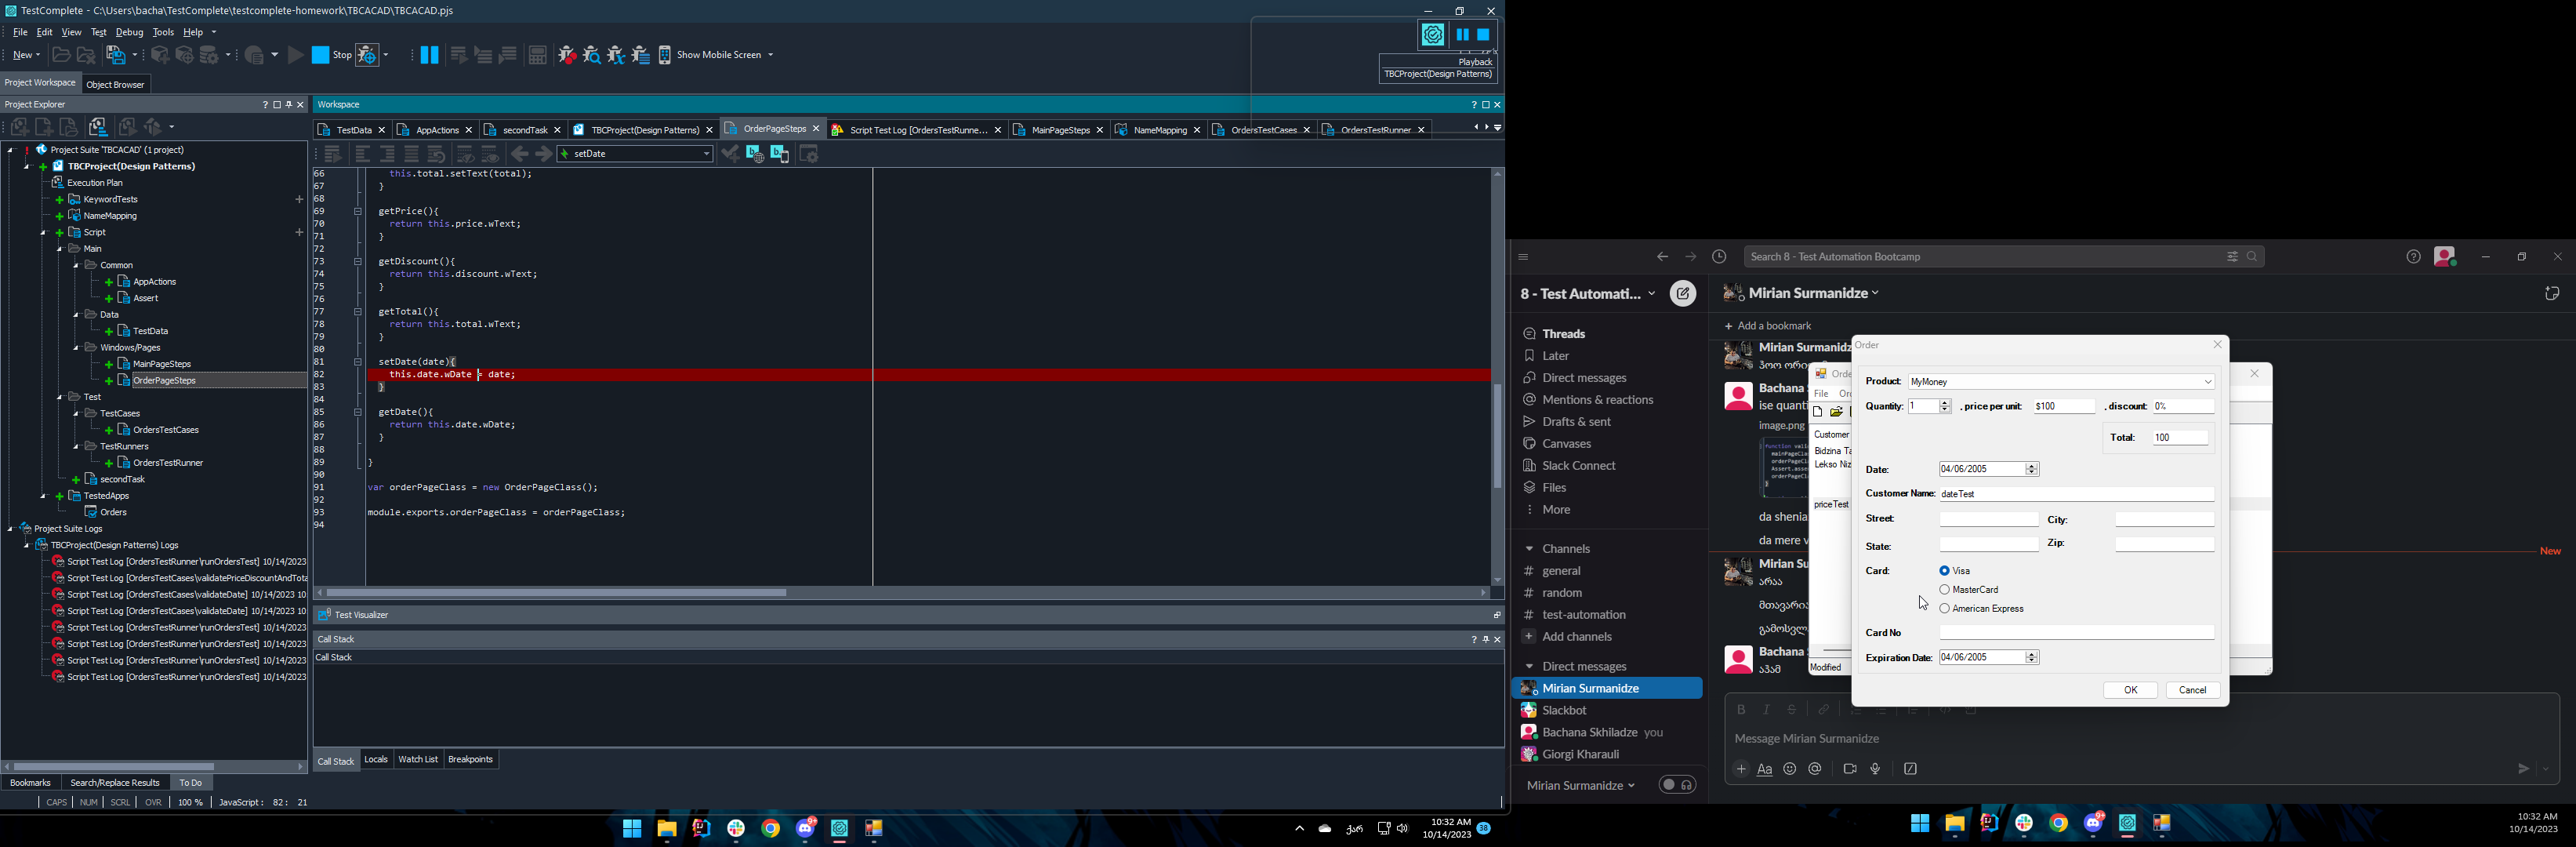 TestComplete - C:\Users\bacha\TestComplete\testcomplete-homework\TBCACAD\TBCACAD.pjs
File Edit View Test Debug Tools Help
New Stop Show Mobile Screen
Playback
TBCProject(Design Patterns)
Project Workspace Object Browser
Project Explorer
Project Suite 'TBCACAD' (1 project)
TBCProject(Design Patterns)
Execution Plan
KeywordTests
NameMapping
Script
Main
Common
AppActions
Assert
Data
TestData
Windows/Pages
MainPageSteps
OrderPageSteps
Test
TestCases
OrdersTestCases
TestRunners
OrdersTestRunner
secondTask
TestedApps
Orders
Project Suite Logs
TBCProject(Design Patterns) Logs
Script Test Log [OrdersTestRunner\runOrdersTest] 10/14/2023
Script Test Log [OrdersTestCases\validatePriceDiscountAndTota
Script Test Log [OrdersTestCases\validateDate] 10/14/2023 10
Script Test Log [OrdersTestCases\validateDate] 10/14/2023 10
Script Test Log [OrdersTestRunner\runOrdersTest] 10/14/2023
Script Test Log [OrdersTestRunner\runOrdersTest] 10/14/2023
Script Test Log [OrdersTestRunner\runOrdersTest] 10/14/2023
Script Test Log [OrdersTestRunner\runOrdersTest] 10/14/2023
Bookmarks Search/Replace Results To Do
CAPS NUM SCRL OVR 100 % JavaScript: 82: 21
Workspace
TestData AppActions secondTask TBCProject(Design Patterns) OrderPageSteps Script Test Log [OrdersTestRunne... MainPageSteps NameMapping OrdersTestCases OrdersTestRunner
setDate
66 this.total.setText(total);
67 }
68
69 getPrice(){
70 return this.price.wText;
71 }
72
73 getDiscount(){
74 return this.discount.wText;
75 }
76
77 getTotal(){
78 return this.total.wText;
79 }
80
81 setDate(date){
82 this.date.wDate = date;
83 }
84
85 getDate(){
86 return this.date.wDate;
87 }
88
89 }
90
91 var orderPageClass = new OrderPageClass();
92
93 module.exports.orderPageClass = orderPageClass;
94
Test Visualizer
Call Stack
Call Stack
Call Stack Locals Watch List Breakpoints
ქარ 10:32 AM
10/14/2023 38
Search 8 - Test Automation Bootcamp
8 - Test Automati...
Threads
Later
Direct messages
Mentions & reactions
Drafts & sent
Canvases
Slack Connect
Files
More
Channels
# general
# random
# test-automation
Add channels
Direct messages
Mirian Surmanidze
Slackbot
Bachana Skhiladze you
Giorgi Kharauli
Mirian Surmanidze
Mirian Surmanidze
Add a bookmark
Mirian Surmanidz
Bachana
ise quanti
image.png
da shenia
da mere v
New
Mirian Su
არაა
მთავარია
გამოსვლ
Bachana
აჰამ
Message Mirian Surmanidze
Orde
File Or
Customer
Bidzina Ta
Lekso Niz
priceTest
Modified
Order
Product: MyMoney
Quantity: 1 , price per unit: $100 , discount: 0%
Total: 100
Date: 04/06/2005
Customer Name: dateTest
Street: City:
State: Zip:
Card: Visa
MasterCard
American Express
Card No
Expiration Date: 04/06/2005
OK Cancel
10:32 AM
10/14/2023